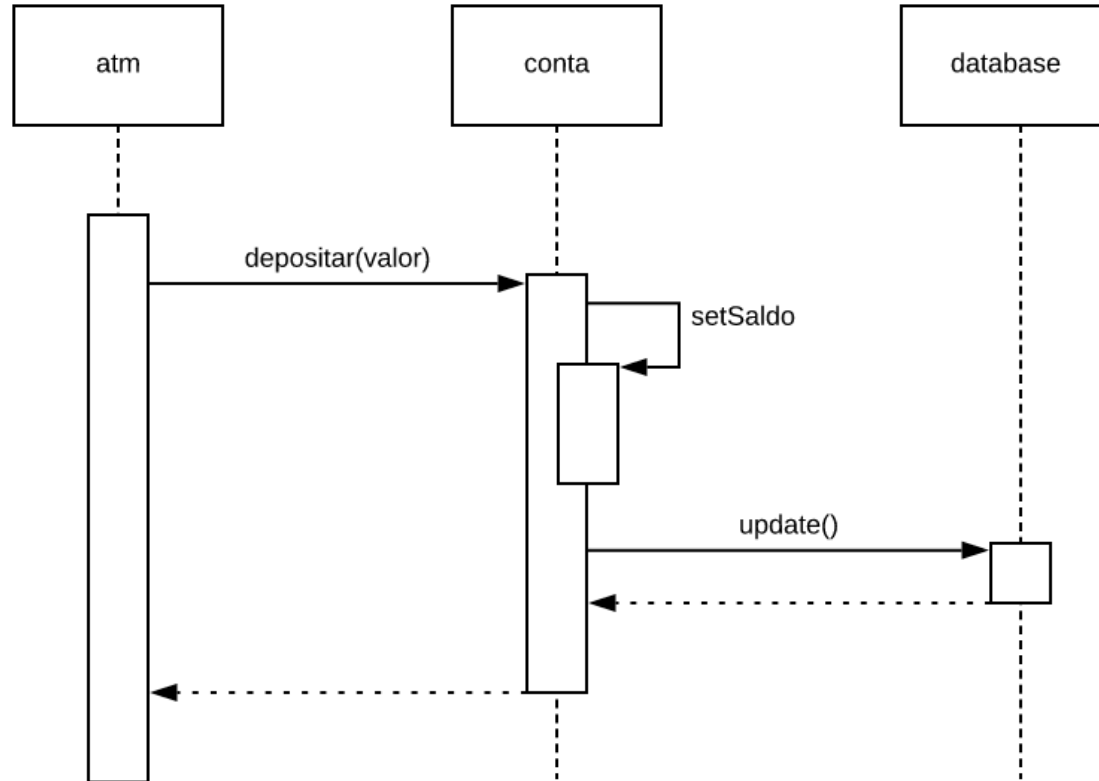 atm
conta
database
depositar(valor)
setSaldo
update()